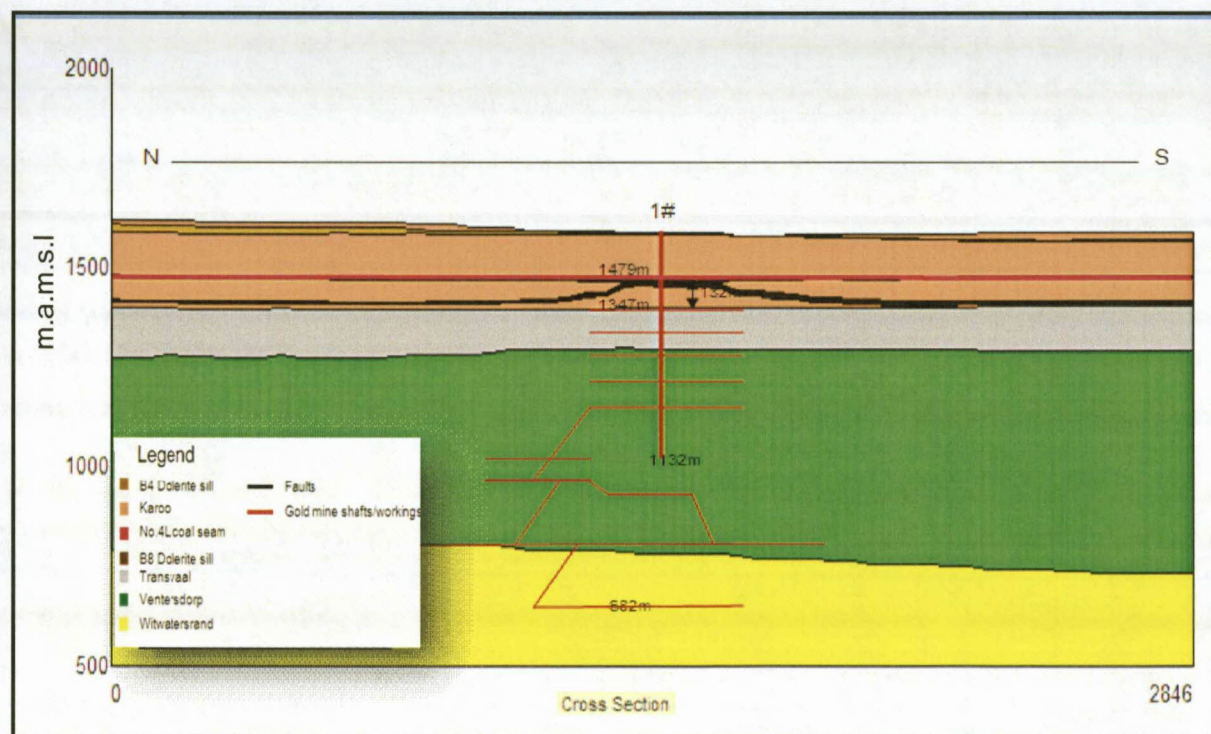 2000
N S
1#
m.a.m.s.l
1500
1479m
132m
1347m
1000
1132m
682m
500
0 2846
Cross Section
Legend
B4 Dolerite sill
Karoo
No.4Lcoal seam
B8 Dolerite sill
Transvaal
Ventersdorp
Witwatersrand
Faults
Gold mine shafts/workings